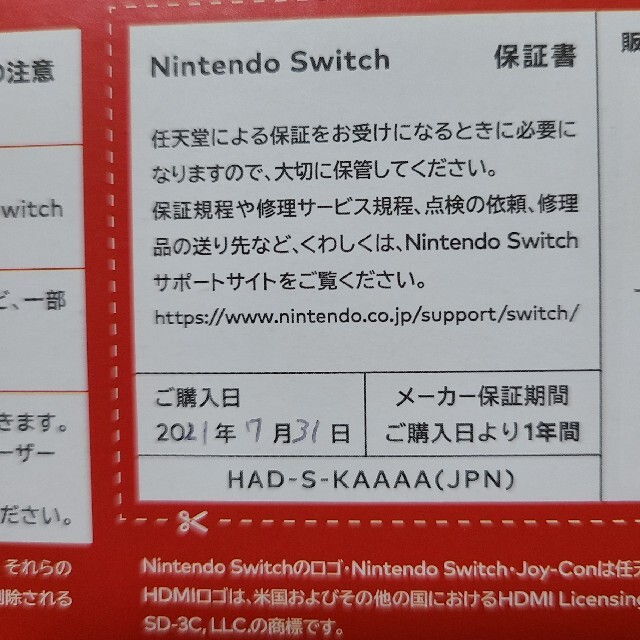 の注意
witch
ど、一部
きます。
ーザー
ださい。
それらの
削除される
Nintendo Switch 保証書
任天堂による保証をお受けになるときに必要に
なりますので、大切に保管してください。
保証規程や修理サービス規程、点検の依頼、修理
品の送り先など、くわしくは、Nintendo Switch
サポートサイトをご覧ください。
https://www.nintendo.co.jp/support/switch/
ご購入日
2021年 7月31日
メーカー保証期間
ご購入日より1年間
HAD-S-KAAAA(JPN)
Nintendo Switchのロゴ・Nintendo Switch・Joy-Conは任天
HDMIロゴは、米国およびその他の国におけるHDMI Licensing
SD-3C, LLC.の商標です。
販